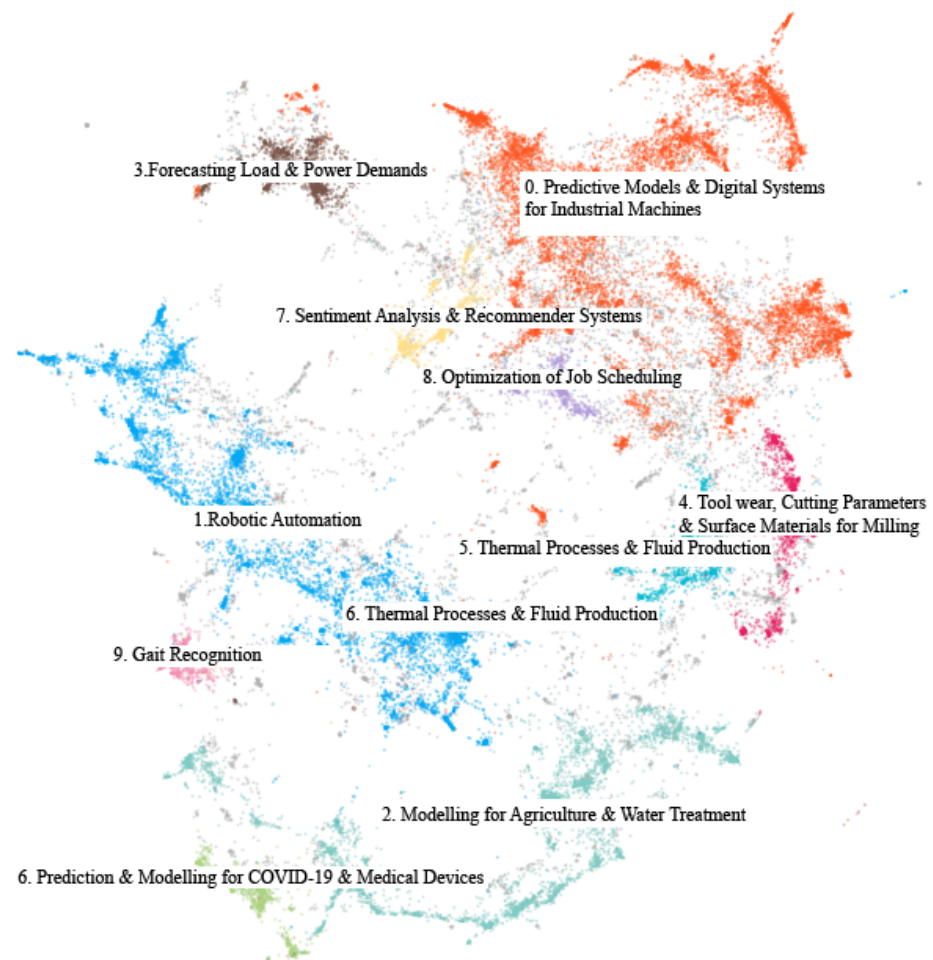 3.Forecasting Load & Power Demands
0. Predictive Models & Digital Systems
for Industrial Machines
7. Sentiment Analysis & Recommender Systems
8. Optimization of Job Scheduling
4. Tool wear, Cutting Parameters
& Surface Materials for Milling
1.Robotic Automation
5. Thermal Processes & Fluid Production
6. Thermal Processes & Fluid Production
9. Gait Recognition
2. Modelling for Agriculture & Water Treatment
6. Prediction & Modelling for COVID-19 & Medical Devices